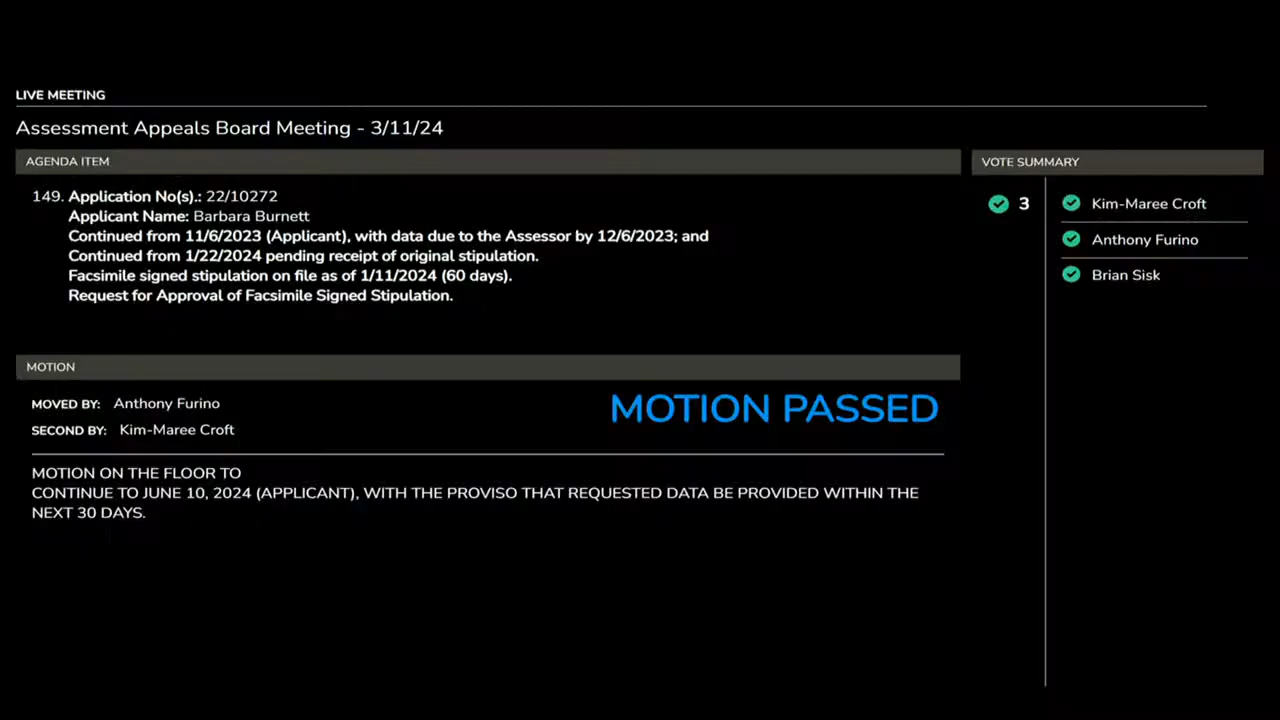 LIVE MEETING
Assessment Appeals Board Meeting - 3/11/24
AGENDA ITEM
149. Application No(s).: 22/10272
Applicant Name: Barbara Burnett
Continued from 11/6/2023 (Applicant), with data due to the Assessor by 12/6/2023; and
Continued from 1/22/2024 pending receipt of original stipulation.
Facsimile signed stipulation on file as of 1/11/2024 (60 days).
Request for Approval of Facsimile Signed Stipulation.
VOTE SUMMARY
3
Kim-Maree Croft
Anthony Furino
Brian Sisk
MOTION
MOVED BY: Anthony Furino
SECOND BY: Kim-Maree Croft
MOTION PASSED
MOTION ON THE FLOOR TO
CONTINUE TO JUNE 10, 2024 (APPLICANT), WITH THE PROVISO THAT REQUESTED DATA BE PROVIDED WITHIN THE
NEXT 30 DAYS.